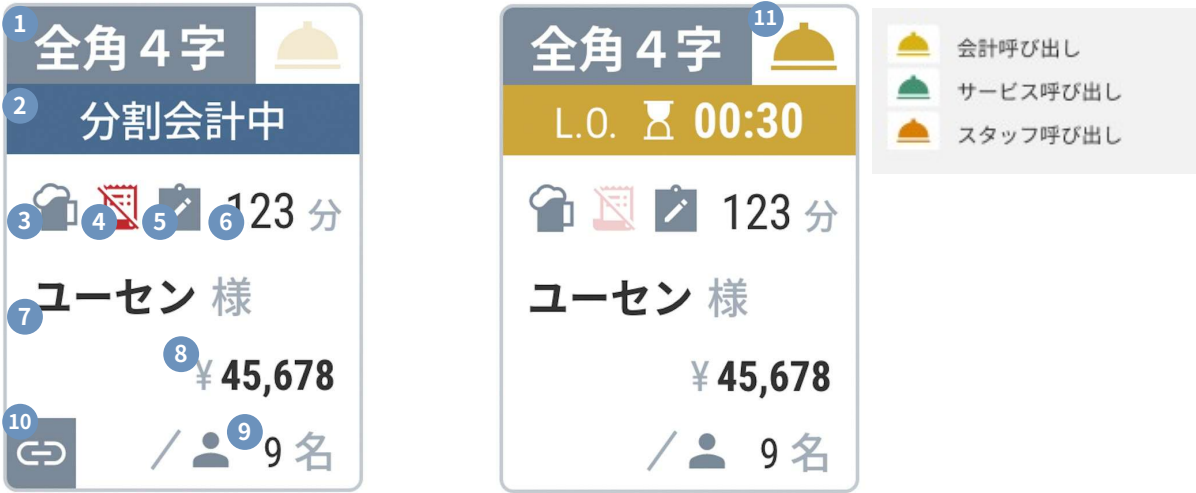 1 全角４字
2 分割会計中
3 4 5 6 123 分
ユーセン 様
7
8 ¥ 45,678
10 / 9 9 名
11
全角４字
L.O. 00:30
123 分
ユーセン 様
¥ 45,678
/ 9 名
会計呼び出し
サービス呼び出し
スタッフ呼び出し